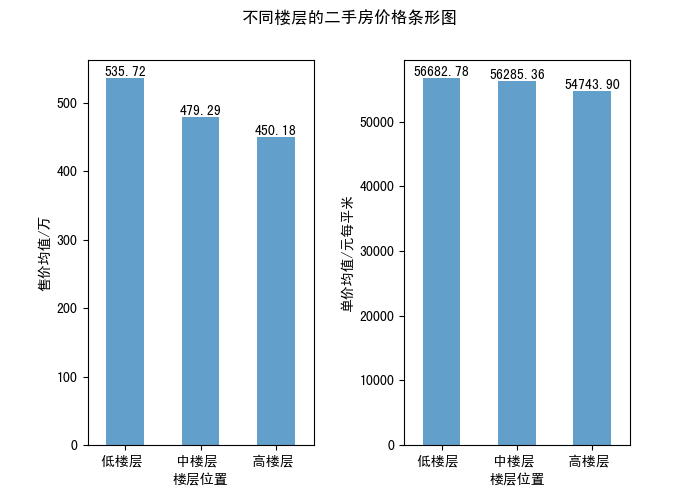 不同楼层的二手房价格条形图
售价均值/万
500
400
300
200
100
0
535.72
479.29
450.18
低楼层 中楼层 高楼层
楼层位置
单价均值/元每平米
50000
40000
30000
20000
10000
0
56682.78
56285.36
54743.90
低楼层 中楼层 高楼层
楼层位置